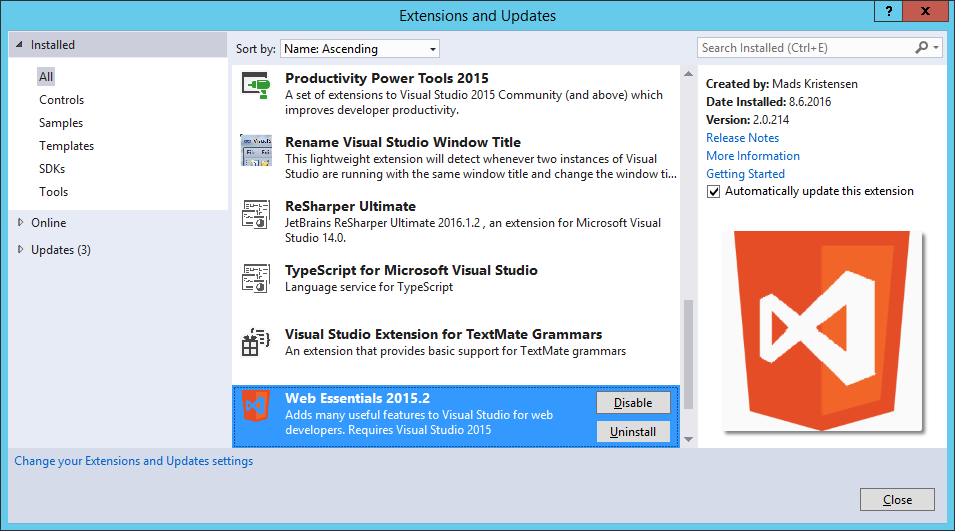 Extensions and Updates
?
x
Installed
All
Controls
Samples
Templates
SDKs
Tools
Online
Updates (3)
Sort by: Name: Ascending
Productivity Power Tools 2015
A set of extensions to Visual Studio 2015 Community (and above) which
improves developer productivity.
Rename Visual Studio Window Title
This lightweight extension will detect whenever two instances of Visual
Studio are running with the same window title and change the window ti...
ReSharper Ultimate
JetBrains ReSharper Ultimate 2016.1.2 , an extension for Microsoft Visual
Studio 14.0.
TypeScript for Microsoft Visual Studio
Language service for TypeScript
Visual Studio Extension for TextMate Grammars
An extension that provides basic support for TextMate grammars
Web Essentials 2015.2
Adds many useful features to Visual Studio for web
developers. Requires Visual Studio 2015
Disable
Uninstall
Search Installed (Ctrl+E)
Created by: Mads Kristensen
Date Installed: 8.6.2016
Version: 2.0.214
Release Notes
More Information
Getting Started
Automatically update this extension
Change your Extensions and Updates settings
Close